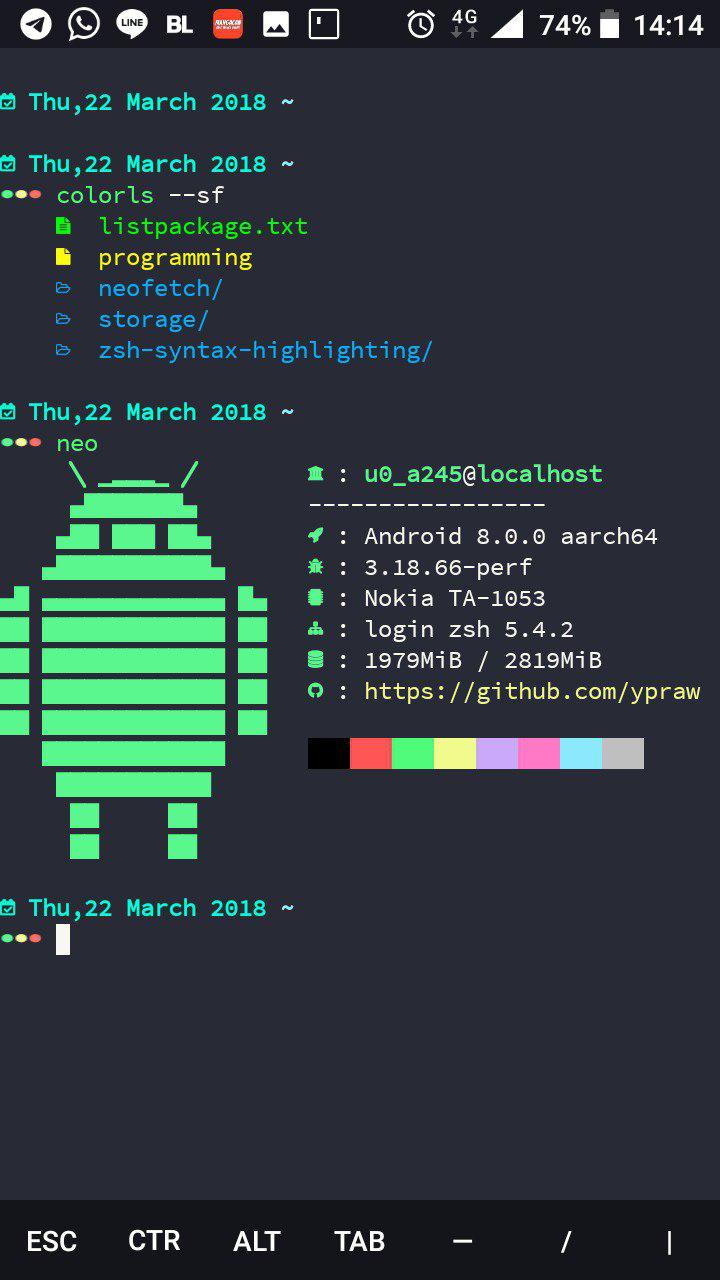 LINE BL MANGACAN 4G 74% 14:14
Thu,22 March 2018 ~
Thu,22 March 2018 ~
colorls --sf
listpackage.txt
programming
neofetch/
storage/
zsh-syntax-highlighting/
Thu,22 March 2018 ~
neo
: u0_a245@localhost
-----------------
: Android 8.0.0 aarch64
: 3.18.66-perf
: Nokia TA-1053
: login zsh 5.4.2
: 1979MiB / 2819MiB
: https://github.com/ypraw
Thu,22 March 2018 ~
ESC CTR ALT TAB — / |